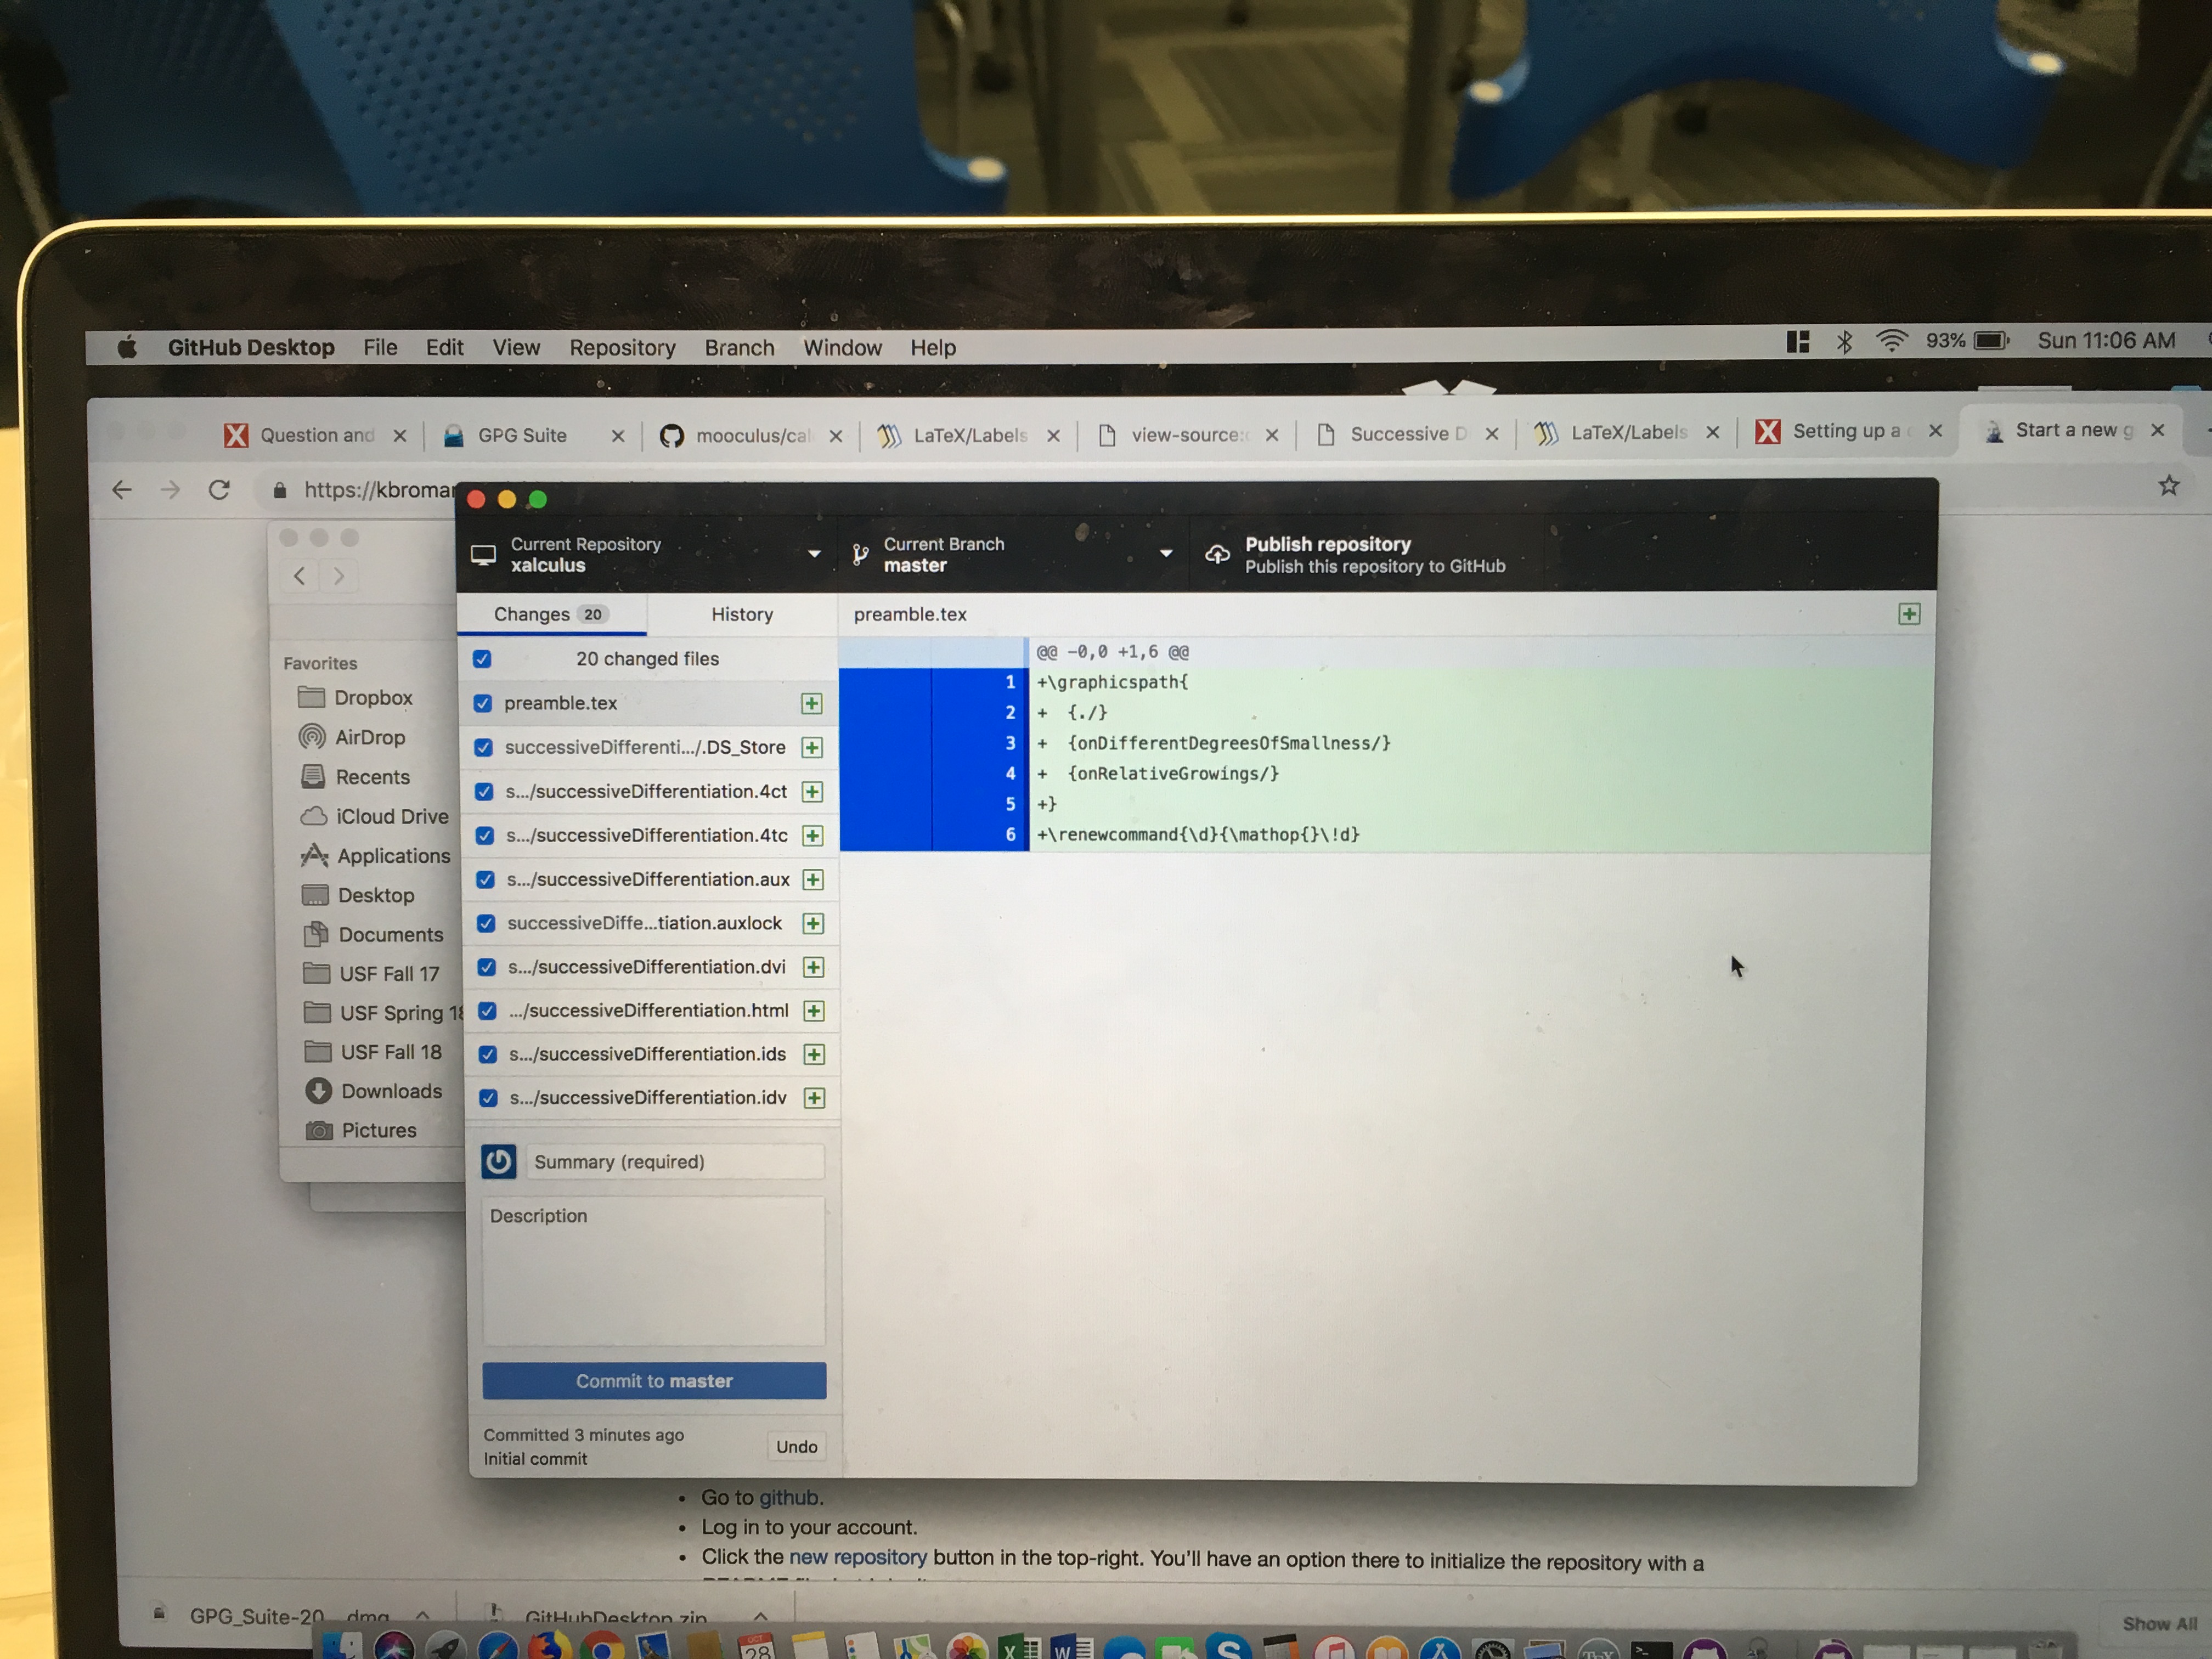 GitHub Desktop File Edit View Repository Branch Window Help 93% Sun 11:06 AM
Question and GPG Suite mooculus/cal LaTeX/Labels view-source: Successive D LaTeX/Labels Setting up a Start a new g
https://kbroman
Current Repository
xalculus
Current Branch
master
Publish repository
Publish this repository to GitHub
Changes 20 History preamble.tex
20 changed files
preamble.tex
successiveDifferenti.../.DS_Store
s.../successiveDifferentiation.4ct
s.../successiveDifferentiation.4tc
s.../successiveDifferentiation.aux
successiveDiffe...tiation.auxlock
s.../successiveDifferentiation.dvi
.../successiveDifferentiation.html
s.../successiveDifferentiation.ids
s.../successiveDifferentiation.idv
@@ -0,0 +1,6 @@
1 +\graphicspath{
2 + {./}
3 + {onDifferentDegreesOfSmallness/}
4 + {onRelativeGrowings/}
5 +}
6 +\renewcommand{\d}{\mathop{}\!d}
Favorites
Dropbox
AirDrop
Recents
iCloud Drive
Applications
Desktop
Documents
USF Fall 17
USF Spring 18
USF Fall 18
Downloads
Pictures
Summary (required)
Description
Commit to master
Committed 3 minutes ago
Initial commit
Undo
• Go to github.
• Log in to your account.
• Click the new repository button in the top-right. You'll have an option there to initialize the repository with a
GPG_Suite-20....dmg GitHubDesktop.zip Show All
OCT
28